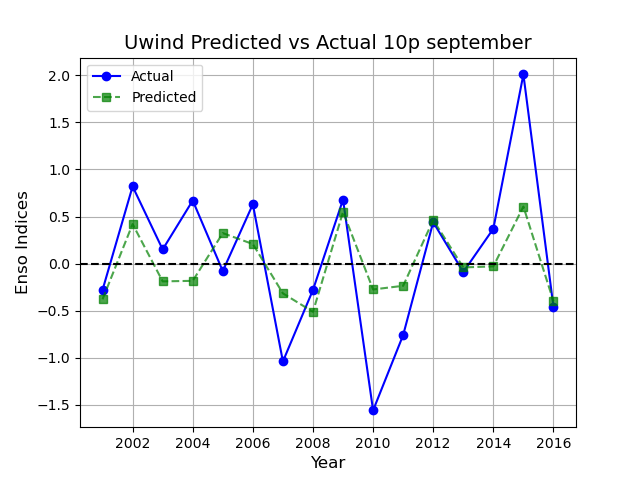 Uwind Predicted vs Actual 10p september
Actual
Predicted
Enso Indices
2.0
1.5
1.0
0.5
0.0
−0.5
−1.0
−1.5
2002 2004 2006 2008 2010 2012 2014 2016
Year